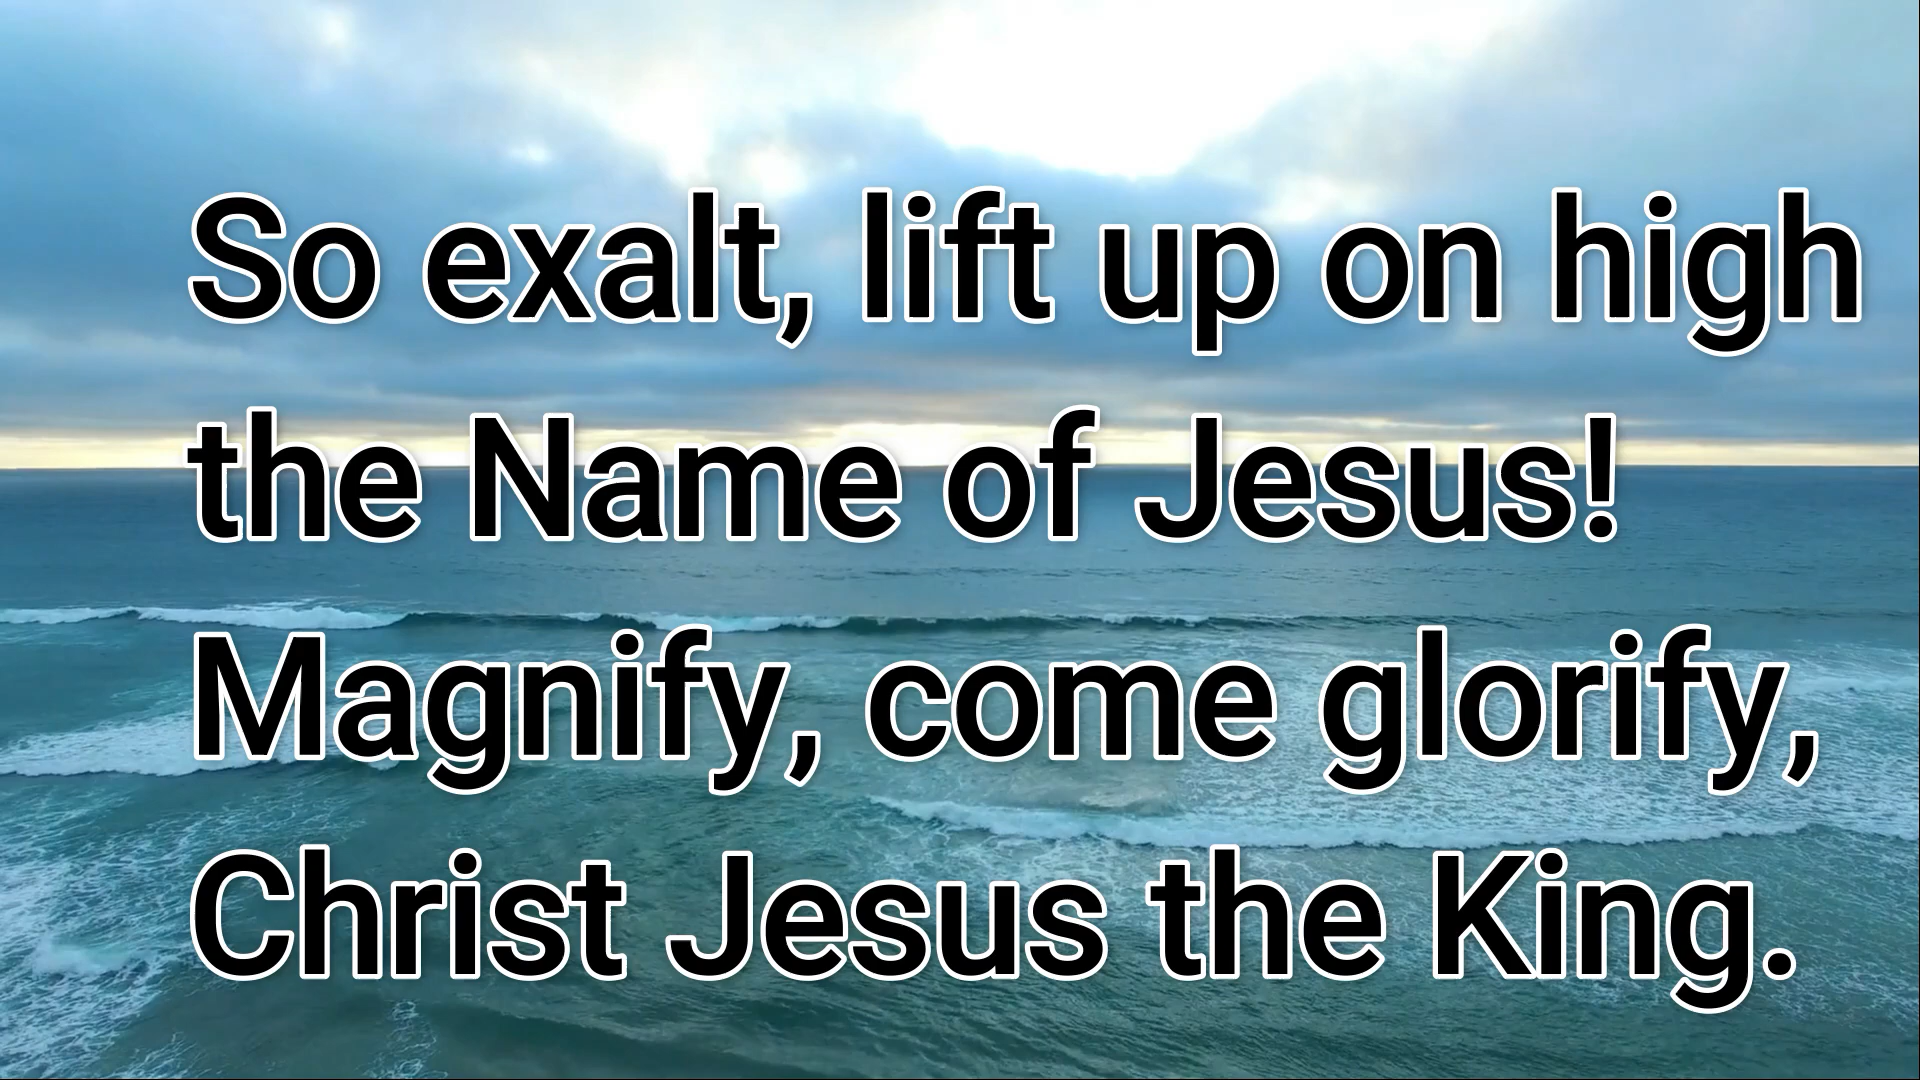 So exalt, lift up on high
the Name of Jesus!
Magnify, come glorify,
Christ Jesus the King.